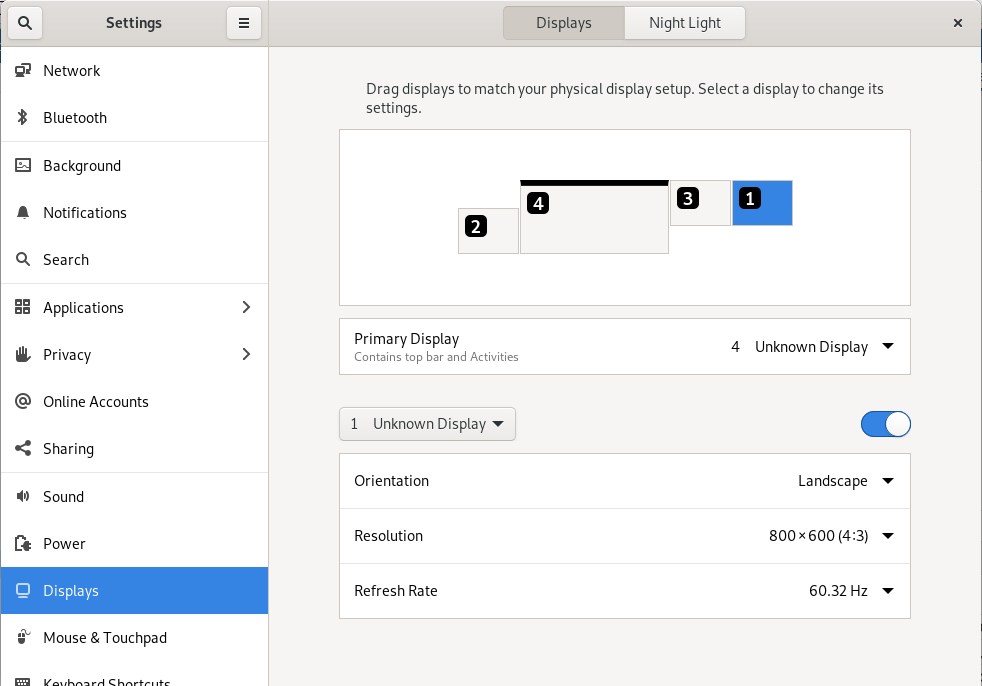 Settings
Displays
Night Light
Network
Bluetooth
Background
Notifications
Search
Applications
Privacy
Online Accounts
Sharing
Sound
Power
Displays
Mouse & Touchpad
Keyboard Shortcuts
Drag displays to match your physical display setup. Select a display to change its
settings.
2
4
3
1
Primary Display
Contains top bar and Activities
4 Unknown Display
1 Unknown Display
Orientation
Landscape
Resolution
800 × 600 (4:3)
Refresh Rate
60.32 Hz